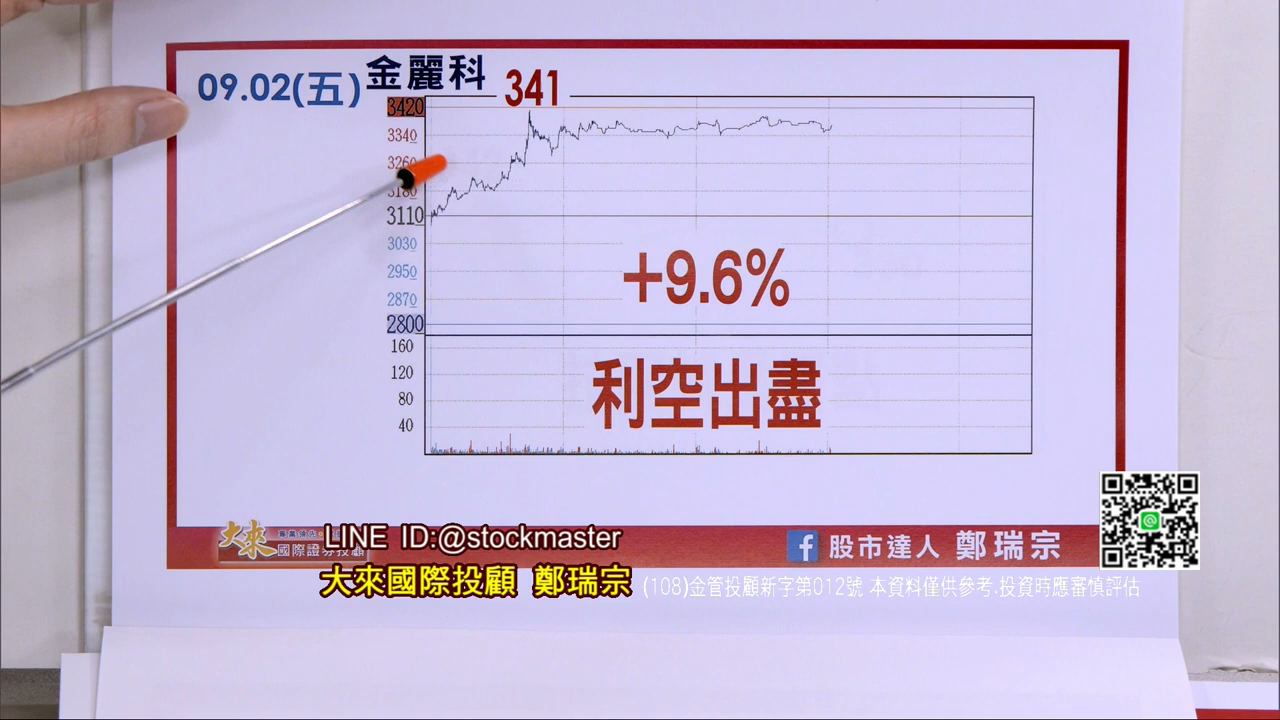 09.02(五)
金麗科
341
3420
3340
3260
3180
3110
3030
2950
2870
2800
+9.6%
160
120
80
40
利空出盡
大來
國際證券投顧
LINE ID:@stockmaster
f 股市達人 鄭瑞宗
大來國際投顧 鄭瑞宗
(108)金管投顧新字第012號 本資料僅供參考.投資時應審慎評估